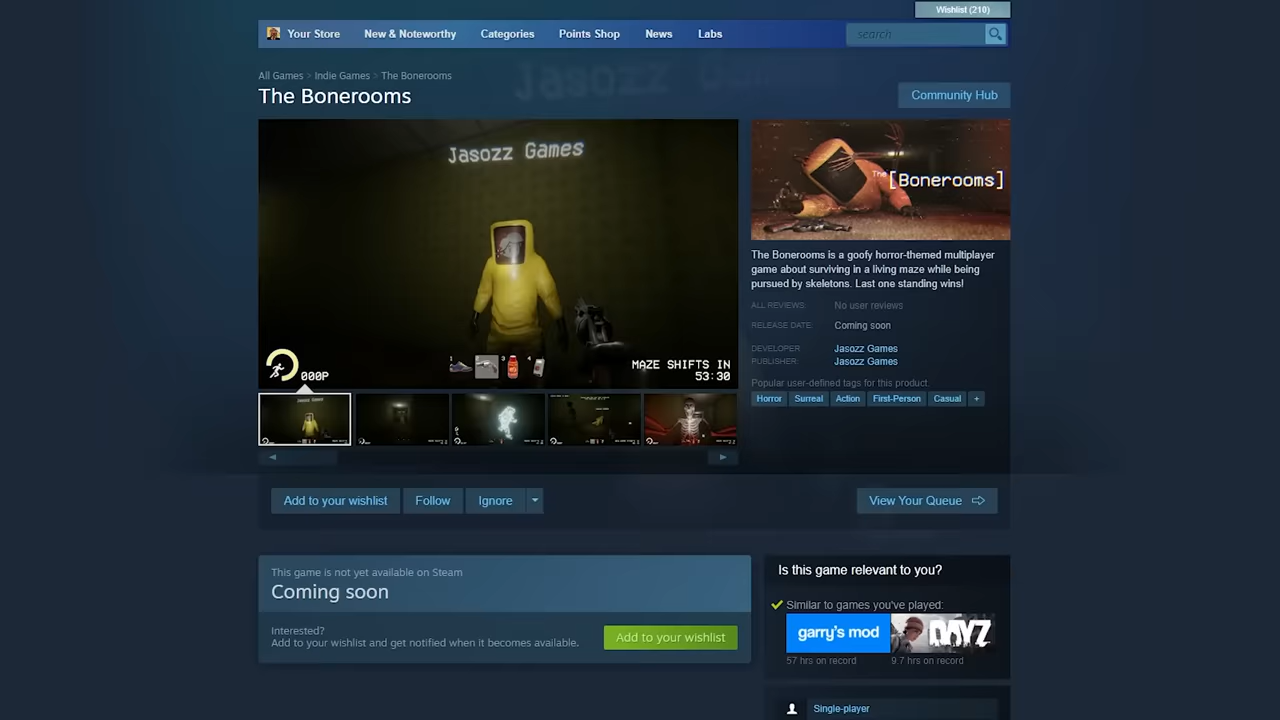 Wishlist (210)
Your Store New & Noteworthy Categories Points Shop News Labs search
All Games > Indie Games > The Bonerooms
The Bonerooms
Community Hub
Jasozz Games
MAZE SHIFTS IN
53:30
000P
1 3 4
The [Bonerooms]
The Bonerooms is a goofy horror-themed multiplayer
game about surviving in a living maze while being
pursued by skeletons. Last one standing wins!
ALL REVIEWS: No user reviews
RELEASE DATE: Coming soon
DEVELOPER: Jasozz Games
PUBLISHER: Jasozz Games
Popular user-defined tags for this product:
Horror Surreal Action First-Person Casual +
Add to your wishlist Follow Ignore View Your Queue
This game is not yet available on Steam
Coming soon
Interested?
Add to your wishlist and get notified when it becomes available.
Add to your wishlist
Is this game relevant to you?
Similar to games you've played:
garry's mod DAYZ
57 hrs on record 9.7 hrs on record
Single-player